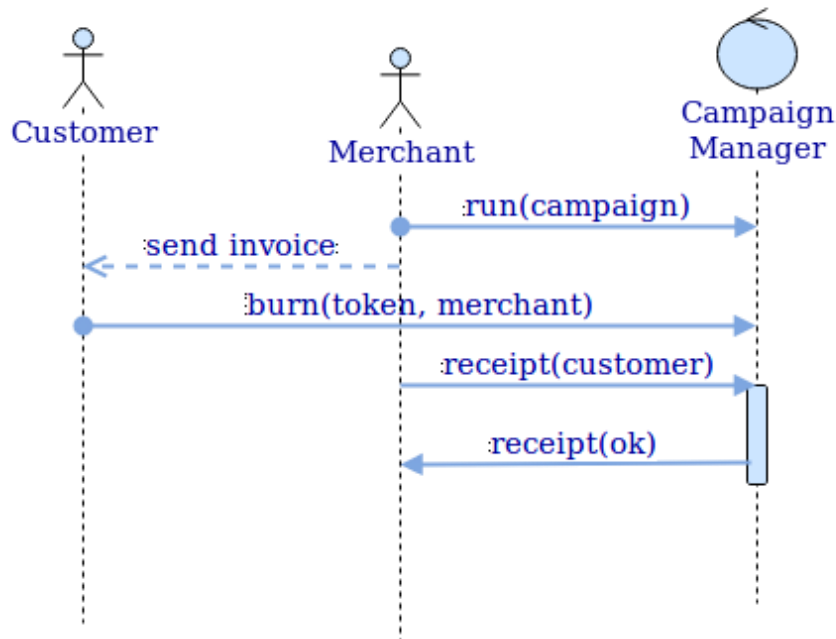 Customer
Merchant
Campaign
Manager
:run(campaign)
:send invoice:
:burn(token, merchant)
:receipt(customer)
:receipt(ok)